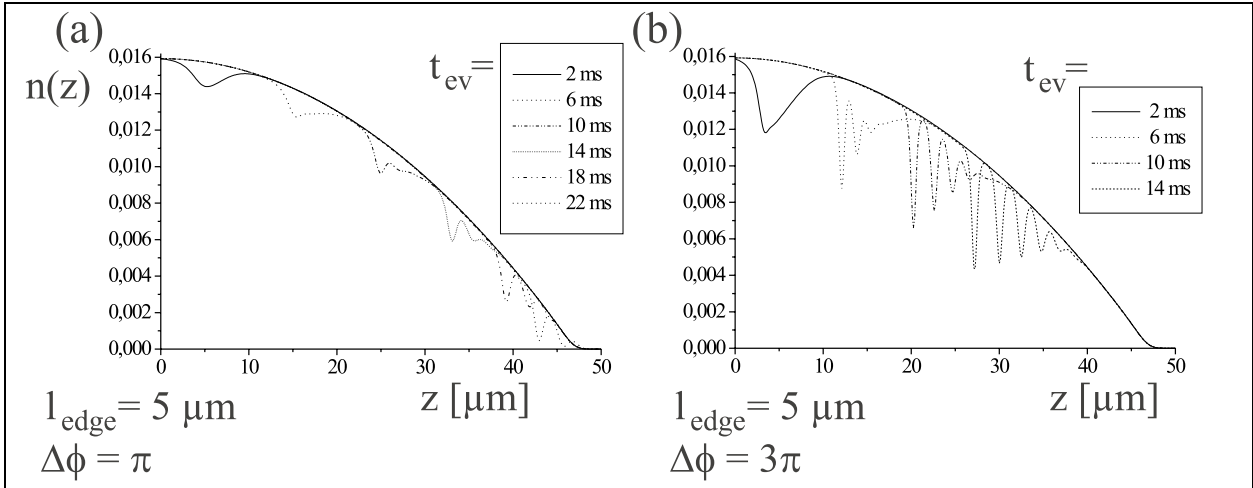 (a)
n(z)
0,016
0,014
0,012
0,010
0,008
0,006
0,004
0,002
0,000
0 10 20 30 40 50
z [µm]
t_ev=
2 ms
6 ms
10 ms
14 ms
18 ms
22 ms
l_edge= 5 µm
Δϕ = π
(b)
0,016
0,014
0,012
0,010
0,008
0,006
0,004
0,002
0,000
0 10 20 30 40 50
z [µm]
t_ev=
2 ms
6 ms
10 ms
14 ms
l_edge= 5 µm
Δϕ = 3π